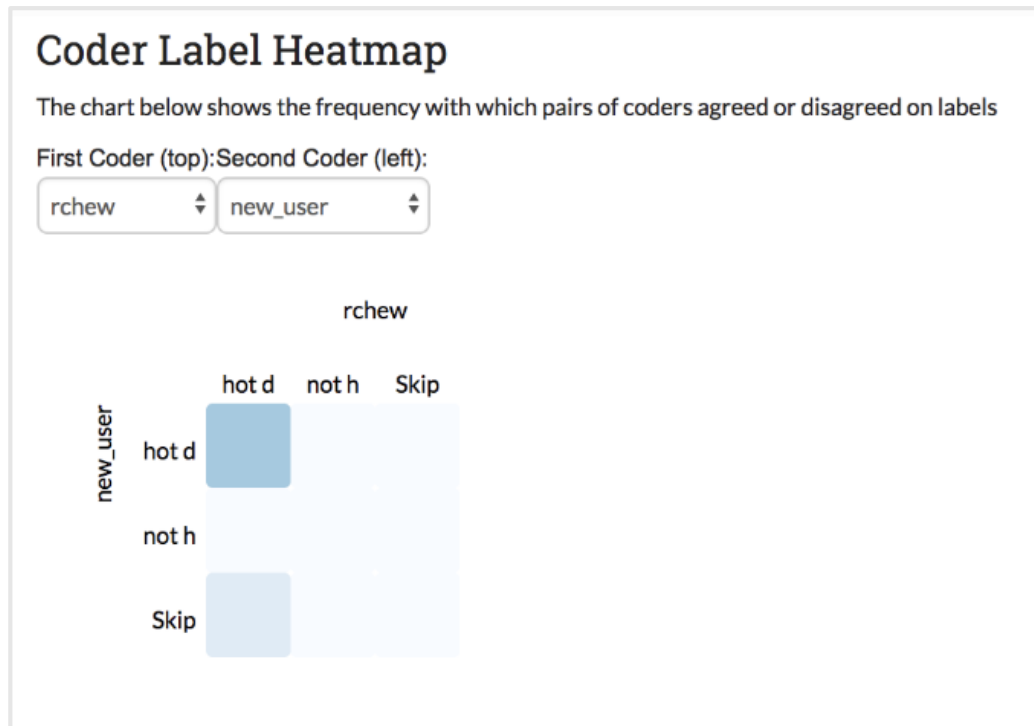 Coder Label Heatmap
The chart below shows the frequency with which pairs of coders agreed or disagreed on labels
First Coder (top):Second Coder (left):
rchew new_user
rchew
hot d not h Skip
new_user
hot d
not h
Skip